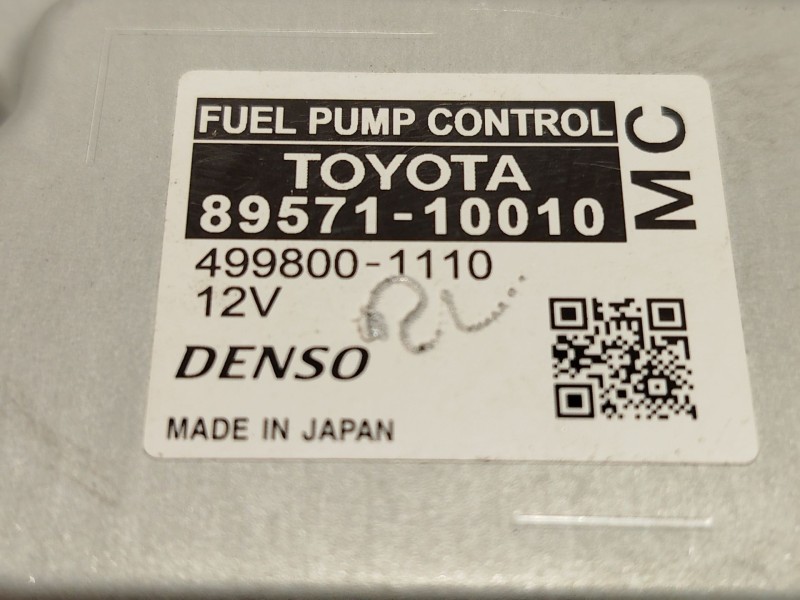 FUEL PUMP CONTROL
TOYOTA
89571-10010
MC
499800-1110
12V
DENSO
MADE IN JAPAN